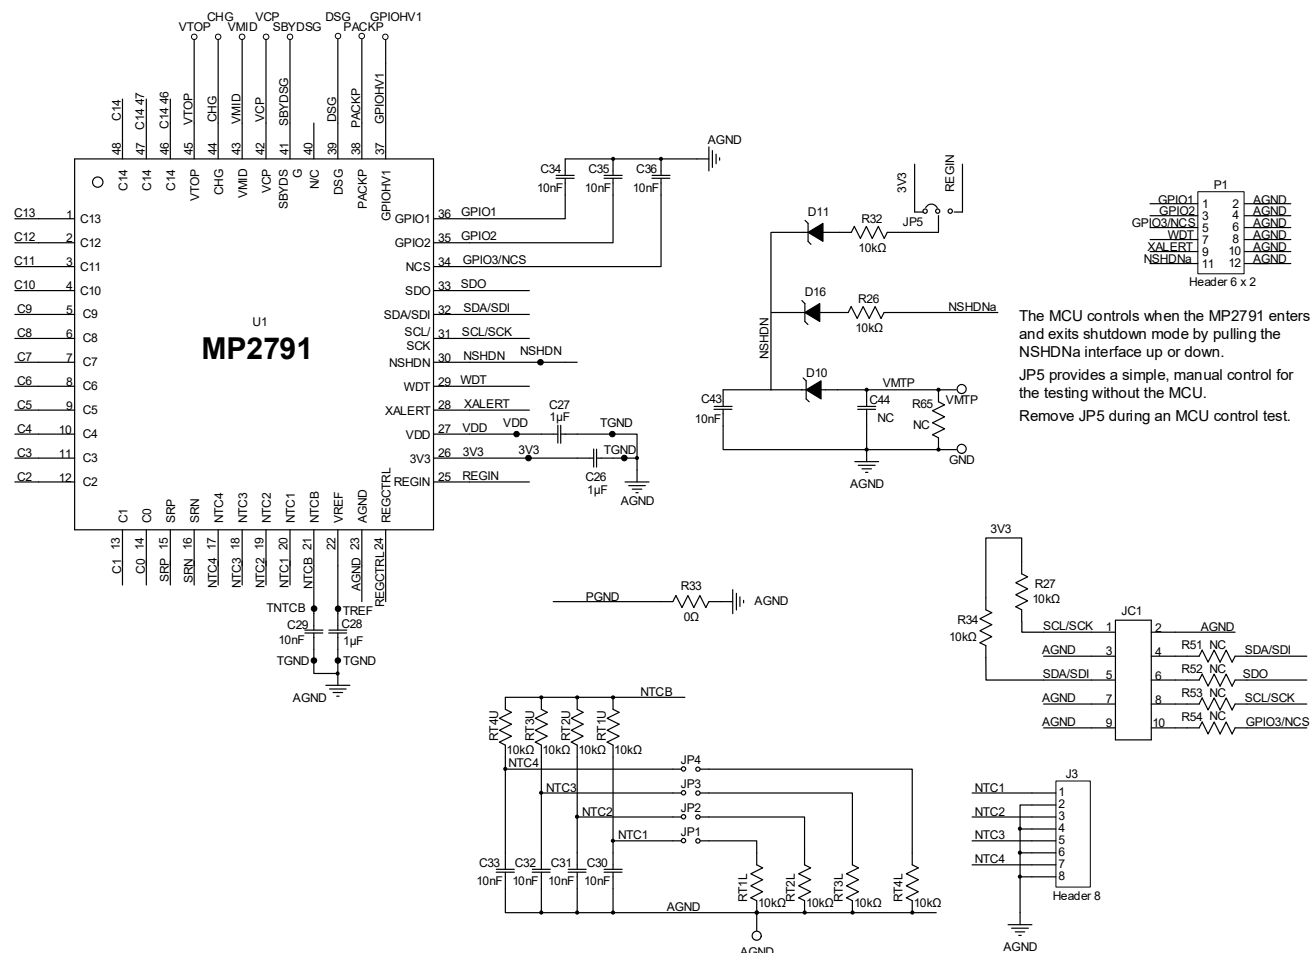 VTOP
CHG
VMID
VCP
SBYDSG
DSG
PACKP
GPIOHV1
C14
C14 47
C14 46
VTOP
CHG
VMID
VCP
SBYDSG
DSG
PACKP
GPIOHV1
48
47
46
45
44
43
42
41
40
39
38
37
C14
C14
C14
VTOP
CHG
VMID
VCP
SBYDS
G
N/C
DSG
PACKP
GPIOHV1
C13 1 C13
C12 2 C12
C11 3 C11
C10 4 C10
C9 5 C9
C8 6 C8
C7 7 C7
C6 8 C6
C5 9 C5
C4 10 C4
C3 11 C3
C2 12 C2
U1
MP2791
GPIO1 36 GPIO1
GPIO2 35 GPIO2
NCS 34 GPIO3/NCS
SDO 33 SDO
SDA/SDI 32 SDA/SDI
SCL/
SCK
31 SCL/SCK
NSHDN 30 NSHDN NSHDN
WDT 29 WDT
XALERT 28 XALERT
VDD 27 VDD VDD
3V3 26 3V3 3V3
REGIN 25 REGIN
C27
1µF
TGND
TGND
C26
1µF
AGND
C34
10nF
C35
10nF
C36
10nF
AGND
C1
C0
SRP
SRN
NTC4
NTC3
NTC2
NTC1
NTCB
VREF
AGND
REGCTRL
C1 13
C0 14
SRP 15
SRN 16
NTC4 17
NTC3 18
NTC2 19
NTC1 20
NTCB 21
22
AGND 23
REGCTRL 24
TNTCB
TREF
C29
10nF
C28
1µF
TGND
TGND
AGND
3V3
REGIN
JP5
D11
R32
10kΩ
D16
R26
10kΩ
NSHDNa
NSHDN
D10
VMTP
VMTP
C43
10nF
C44
NC
R65
NC
GND
AGND
P1
GPIO1 1 2 AGND
GPIO2 3 4 AGND
GPIO3/NCS 5 6 AGND
WDT 7 8 AGND
XALERT 9 10 AGND
NSHDNa 11 12 AGND
Header 6 x 2
The MCU controls when the MP2791 enters
and exits shutdown mode by pulling the
NSHDNa interface up or down.
JP5 provides a simple, manual control for
the testing without the MCU.
Remove JP5 during an MCU control test.
PGND
R33
0Ω
AGND
3V3
R27
10kΩ
R34
10kΩ
JC1
SCL/SCK 1 2 AGND
AGND 3 4 R51 NC SDA/SDI
SDA/SDI 5 6 R52 NC SDO
AGND 7 8 R53 NC SCL/SCK
AGND 9 10 R54 NC GPIO3/NCS
NTCB
RT4U
10kΩ
RT3U
10kΩ
RT2U
10kΩ
RT1U
10kΩ
NTC4 JP4
NTC3 JP3
NTC2 JP2
NTC1 JP1
C33
10nF
C32
10nF
C31
10nF
C30
10nF
RT1L
10kΩ
RT2L
10kΩ
RT3L
10kΩ
RT4L
10kΩ
AGND
AGND
J3
NTC1 1
2
NTC2 3
4
NTC3 5
6
NTC4 7
8
Header 8
AGND